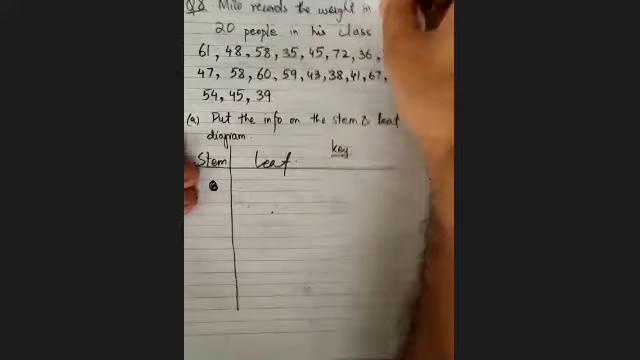 Q8 Milo records the weight in
20 people in his class
61, 48, 58, 35, 45, 72, 36,
47, 58, 60, 59, 43, 38, 41, 67,
54, 45, 39
(a) Put the info on the stem & leaf
diagram.
key
Stem Leaf